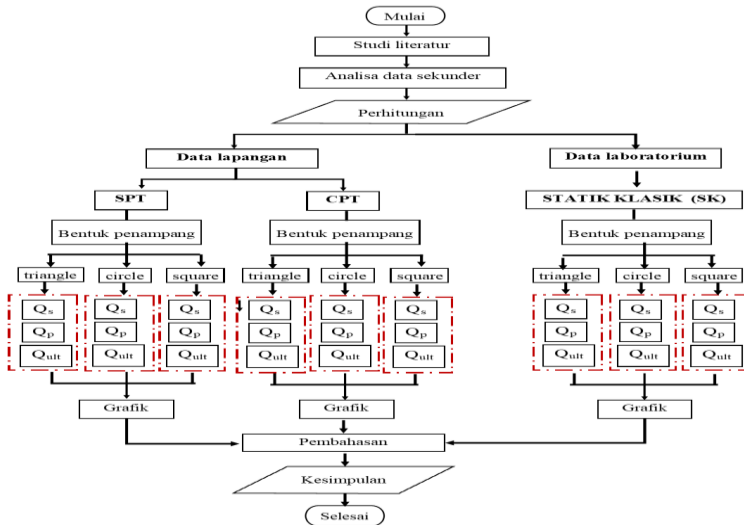 Mulai
Studi literatur
Analisa data sekunder
Perhitungan
Data lapangan
Data laboratorium
SPT
CPT
STATIK KLASIK (SK)
Bentuk penampang
Bentuk penampang
Bentuk penampang
triangle
circle
square
triangle
circle
square
triangle
circle
square
Qs
Qs
Qs
Qs
Qs
Qs
Qs
Qs
Qs
Qp
Qp
Qp
Qp
Qp
Qp
Qp
Qp
Qp
Qult
Qult
Qult
Qult
Qult
Qult
Qult
Qult
Qult
Grafik
Grafik
Grafik
Pembahasan
Kesimpulan
Selesai